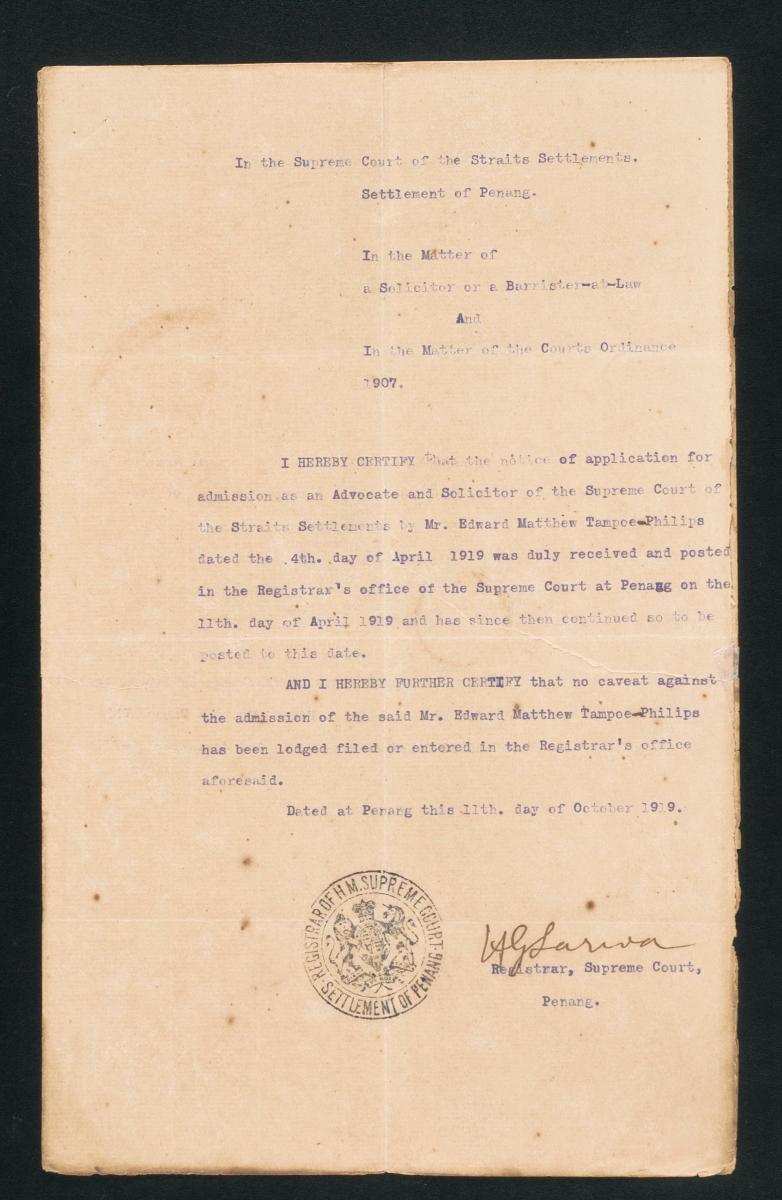 In the Supreme Court of the Straits Settlements.
Settlement of Penang.
In the Matter of
a Solicitor or a Barrister-at-Law
And
In the Matter of the Courts Ordinance
1907.
I HEREBY CERTIFY that the notice of application for
admission as an Advocate and Solicitor of the Supreme Court of
the Straits Settlements by Mr. Edward Matthew Tampoe-Philips
dated the 4th. day of April 1919 was duly received and posted
in the Registrar's office of the Supreme Court at Penang on the
11th. day of April 1919 and has since then continued so to be
posted to this date.
AND I HEREBY FURTHER CERTIFY that no caveat against
the admission of the said Mr. Edward Matthew Tampoe-Philips
has been lodged filed or entered in the Registrar's office
aforesaid.
Dated at Penang this 11th. day of October 1919.
REGISTRAR OF H.M. SUPREME COURT
SETTLEMENT OF PENANG
Registrar, Supreme Court,
Penang.